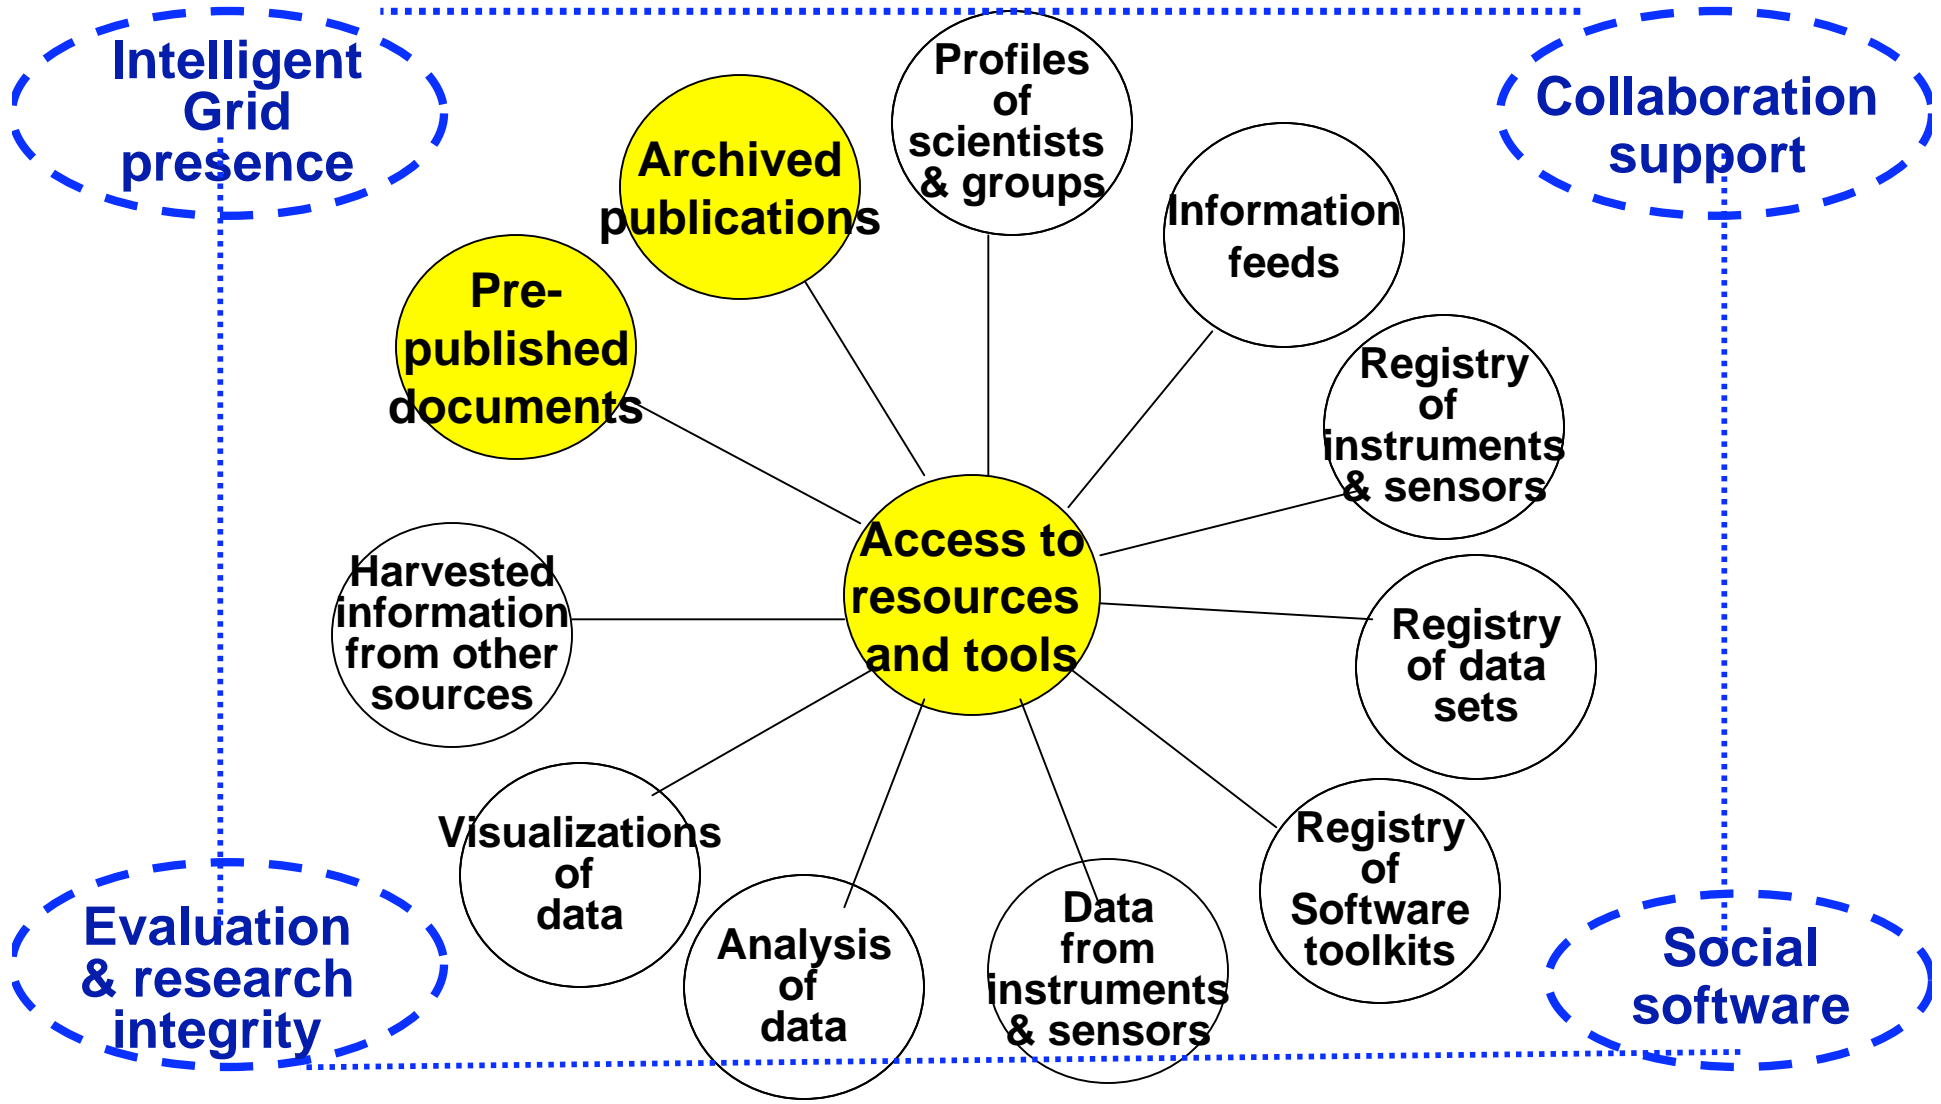 Intelligent
Grid
presence
Collaboration
support
Profiles
of
scientists
& groups
Archived
publications
Information
feeds
Pre-
published
documents
Registry
of
instruments
& sensors
Access to
resources
and tools
Harvested
information
from other
sources
Registry
of data
sets
Visualizations
of
data
Registry
of
Software
toolkits
Analysis
of
data
Data
from
instruments
& sensors
Evaluation
& research
integrity
Social
software